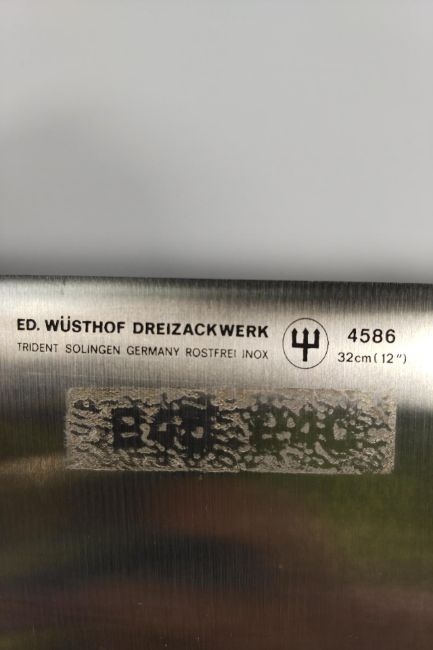 ED. WÜSTHOF DREIZACKWERK
TRIDENT SOLINGEN GERMANY ROSTFREI INOX
4586
32cm (12")